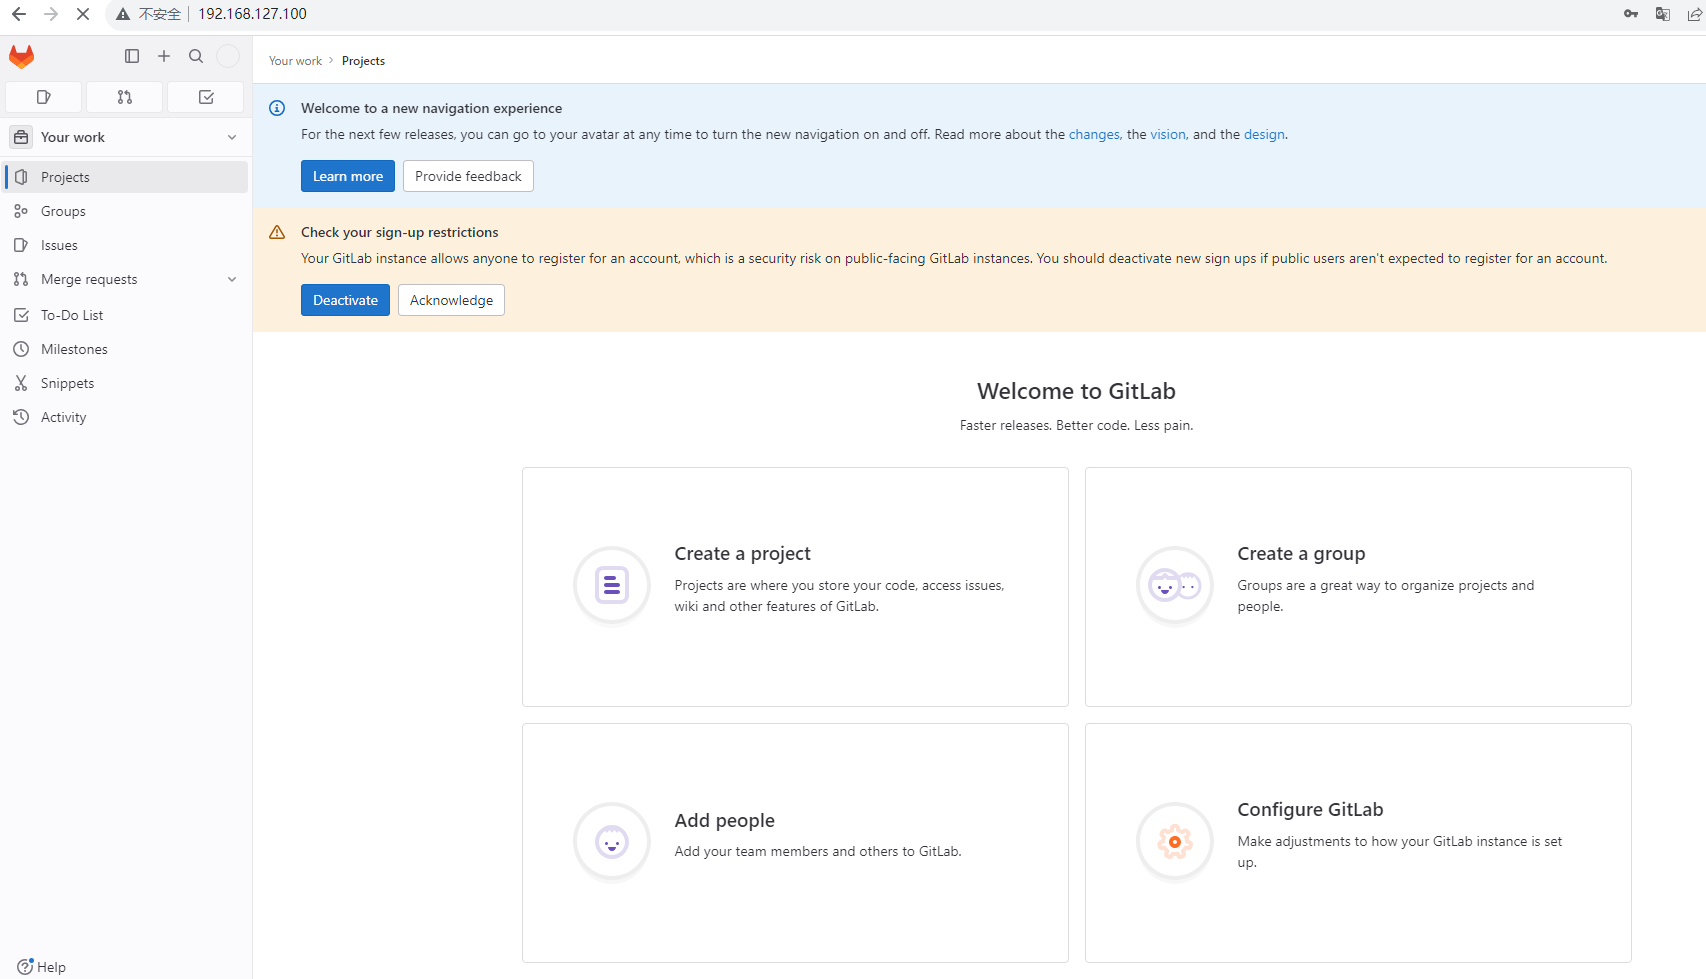 不安全 192.168.127.100
Your work › Projects
Your work
Projects
Groups
Issues
Merge requests
To-Do List
Milestones
Snippets
Activity
Help
Welcome to a new navigation experience
For the next few releases, you can go to your avatar at any time to turn the new navigation on and off. Read more about the changes, the vision, and the design.
Learn more Provide feedback
Check your sign-up restrictions
Your GitLab instance allows anyone to register for an account, which is a security risk on public-facing GitLab instances. You should deactivate new sign ups if public users aren't expected to register for an account.
Deactivate Acknowledge
Welcome to GitLab
Faster releases. Better code. Less pain.
Create a project
Projects are where you store your code, access issues,
wiki and other features of GitLab.
Create a group
Groups are a great way to organize projects and
people.
Add people
Add your team members and others to GitLab.
Configure GitLab
Make adjustments to how your GitLab instance is set
up.